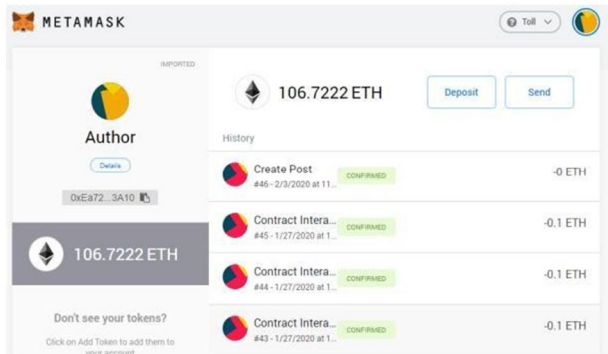 METAMASK
Toll
IMPORTED
Author
Details
0xEa72...3A10
106.7222 ETH
Don't see your tokens?
Click on Add Token to add them to
your account
106.7222 ETH
Deposit
Send
History
Create Post
CONFIRMED
-0 ETH
#46 - 2/3/2020 at 11...
Contract Intera...
CONFIRMED
-0.1 ETH
#45 - 1/27/2020 at 1...
Contract Intera...
CONFIRMED
-0.1 ETH
#44 - 1/27/2020 at 1...
Contract Intera...
CONFIRMED
-0.1 ETH
#43 - 1/27/2020 at 1...